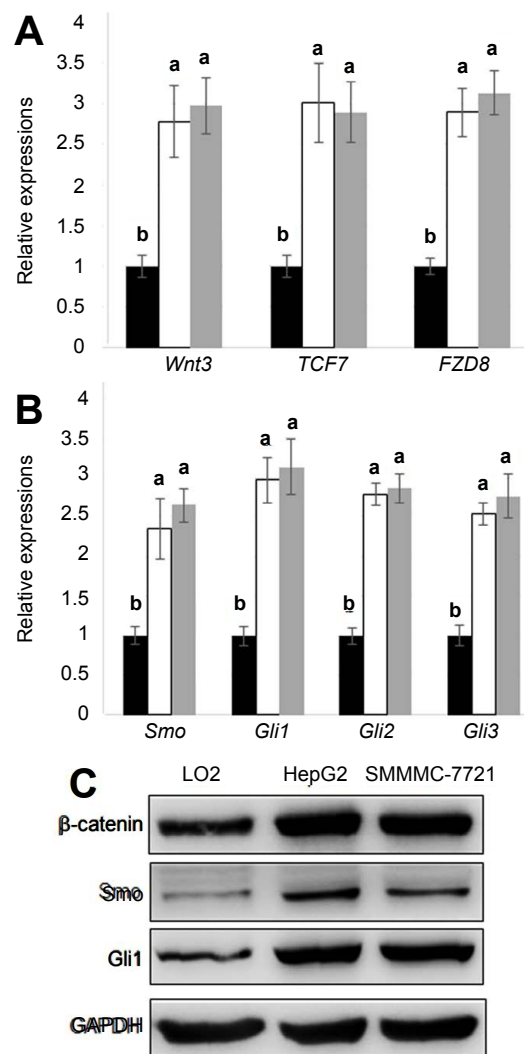 A
Relative expressions
4
3.5
3
2.5
2
1.5
1
0.5
0
b a a b a a b a a
Wnt3 TCF7 FZD8
B
Relative expressions
4
3.5
3
2.5
2
1.5
1
0.5
0
b a a b a a b a a b a a
Smo Gli1 Gli2 Gli3
C
LO2 HepG2 SMMMC-7721
β-catenin
Smo
Gli1
GAPDH